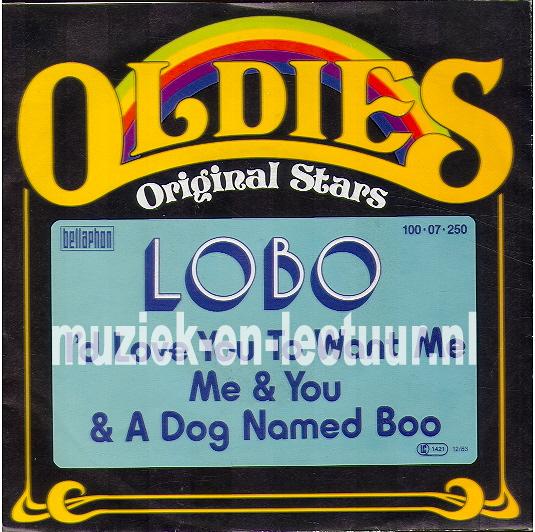 OLDIES
Original Stars
bellaphon
100·07·250
LOBO
I'd Love You To Want Me
muziek-en-lectuur.nl
Me & You
& A Dog Named Boo
LC 1421 12/83